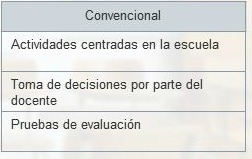 Convencional
Actividades centradas en la escuela
Toma de decisiones por parte del
docente
Pruebas de evaluación